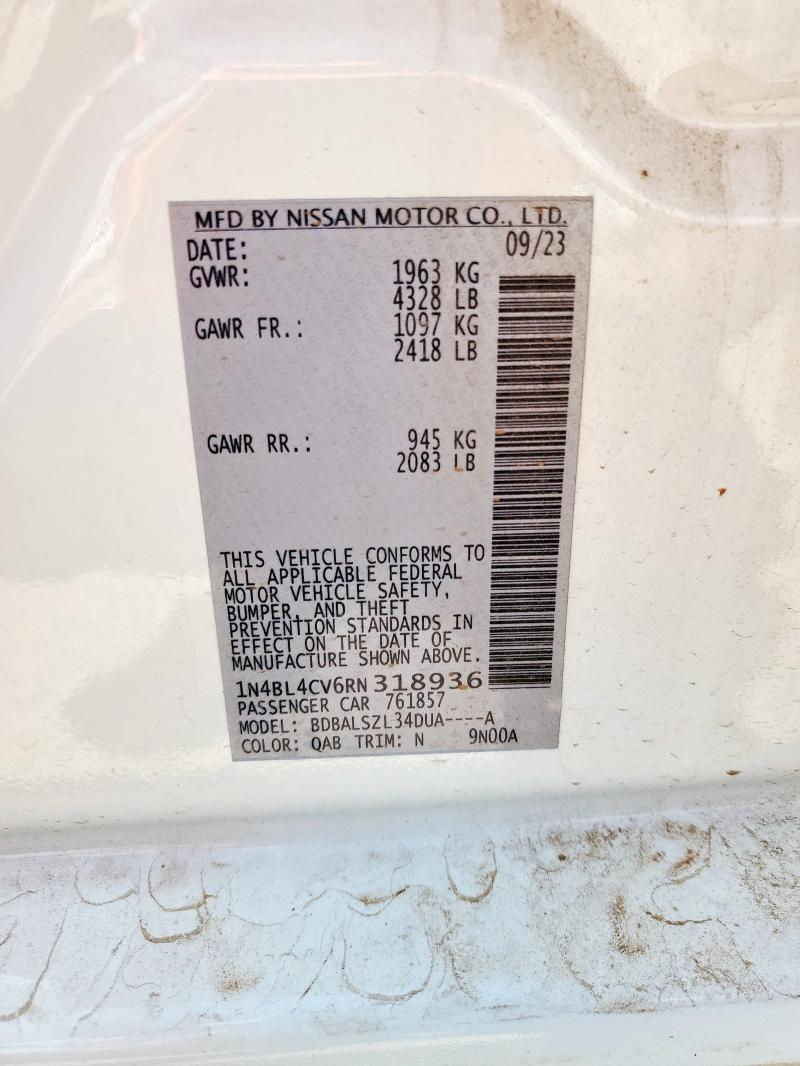 MFD BY NISSAN MOTOR CO., LTD.
DATE: 09/23
GVWR: 1963 KG
4328 LB
GAWR FR.: 1097 KG
2418 LB
GAWR RR.: 945 KG
2083 LB
THIS VEHICLE CONFORMS TO
ALL APPLICABLE FEDERAL
MOTOR VEHICLE SAFETY,
BUMPER, AND THEFT
PREVENTION STANDARDS IN
EFFECT ON THE DATE OF
MANUFACTURE SHOWN ABOVE.
1N4BL4CV6RN318936
PASSENGER CAR 761857
MODEL: BDBALSZL34DUA----A
COLOR: QAB TRIM: N 9N00A